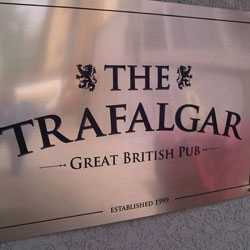 THE
TRAFALGAR
GREAT BRITISH PUB
ESTABLISHED 1999